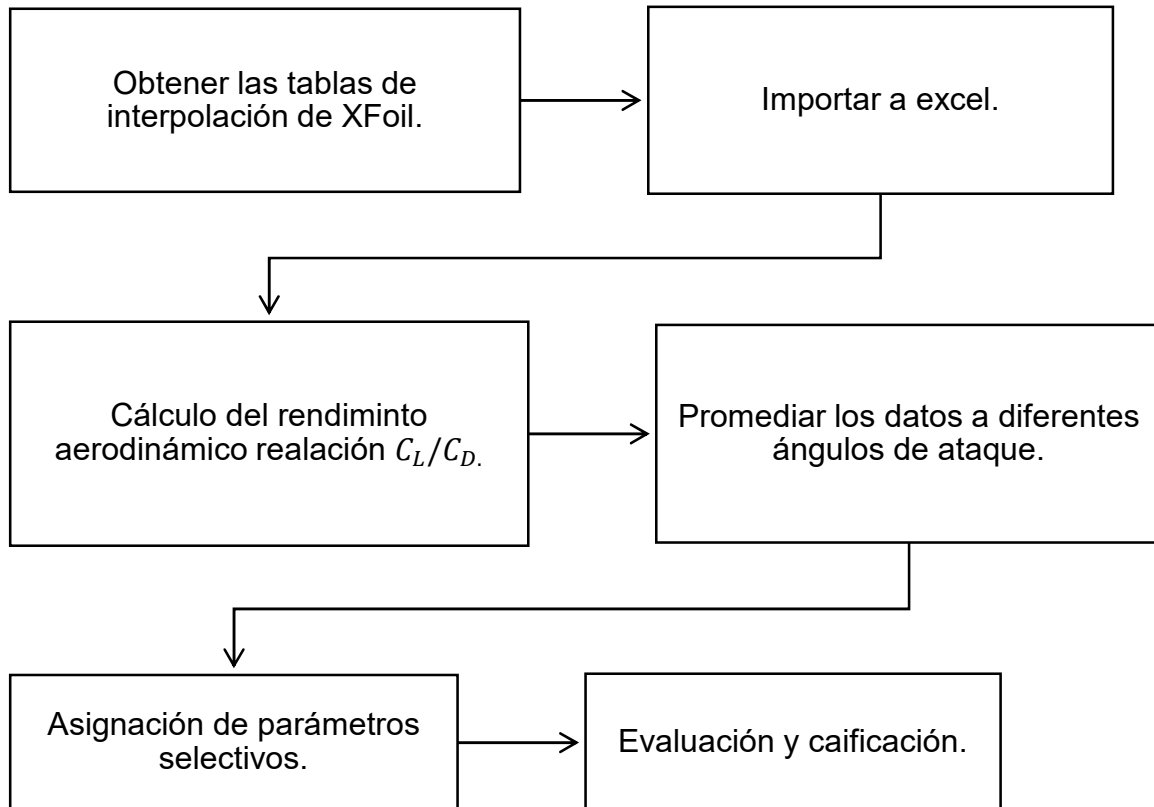 Obtener las tablas de
interpolación de XFoil.
Importar a excel.
Cálculo del rendiminto
aerodinámico realación C_L/C_D.
Promediar los datos a diferentes
ángulos de ataque.
Asignación de parámetros
selectivos.
Evaluación y caificación.